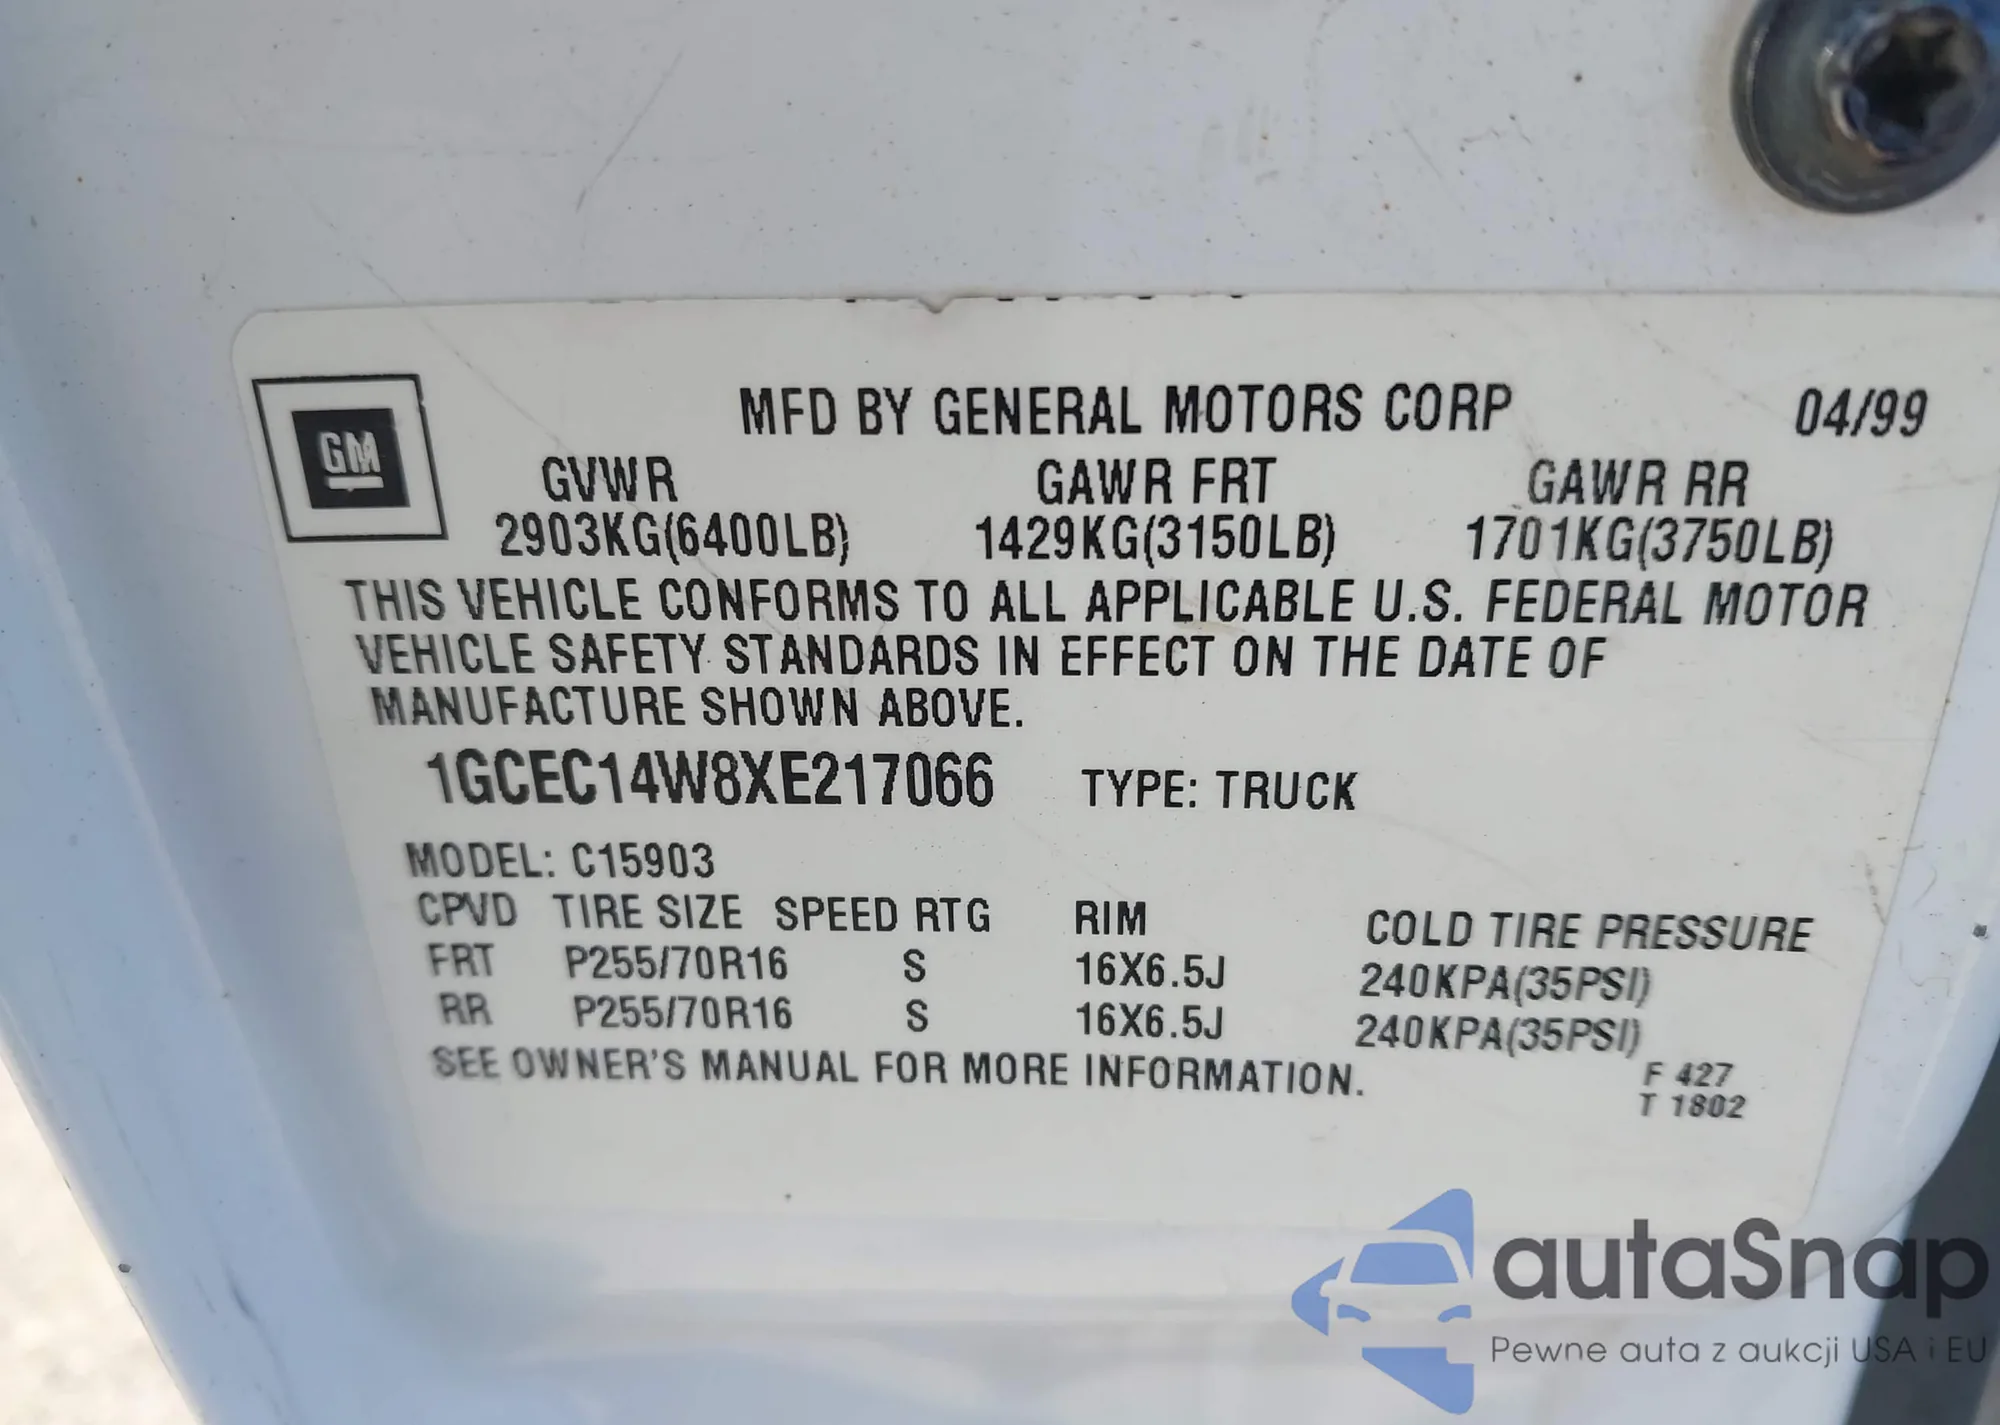 GM
MFD BY GENERAL MOTORS CORP 04/99
GVWR GAWR FRT GAWR RR
2903KG(6400LB) 1429KG(3150LB) 1701KG(3750LB)
THIS VEHICLE CONFORMS TO ALL APPLICABLE U.S. FEDERAL MOTOR
VEHICLE SAFETY STANDARDS IN EFFECT ON THE DATE OF
MANUFACTURE SHOWN ABOVE.
1GCEC14W8XE217066 TYPE: TRUCK
MODEL: C15903
CPVD TIRE SIZE SPEED RTG RIM COLD TIRE PRESSURE
FRT P255/70R16 S 16X6.5J 240KPA(35PSI)
RR P255/70R16 S 16X6.5J 240KPA(35PSI)
SEE OWNER'S MANUAL FOR MORE INFORMATION.
F 427
T 1802
autaSnap
Pewne auta z aukcji USA i EU